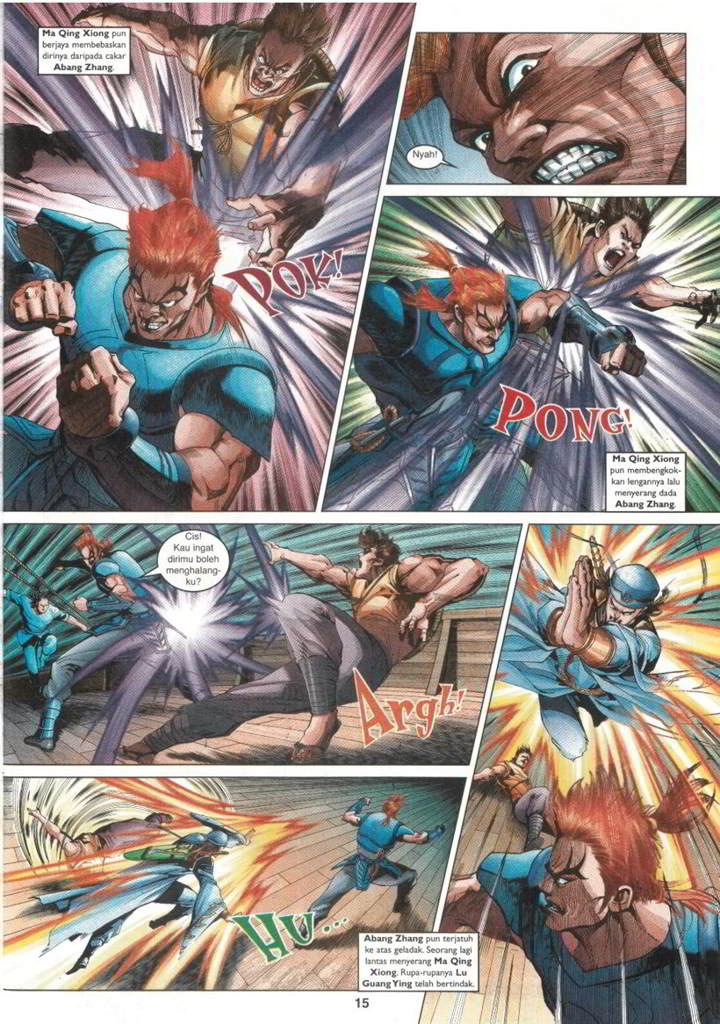 Ma Qing Xiong pun
berjaya membebaskan
dirinya daripada cakar
Abang Zhang.
POK!
Nyah!
PONG!
Ma Qing Xiong
pun membengkok-
kan lengannya lalu
menyerang dada
Abang Zhang.
Cis!
Kau ingat
dirimu boleh
menghalang-
ku?
Argh!
HU...
Abang Zhang pun terjatuh
ke atas geladak. Seorang lagi
lantas menyerang Ma Qing
Xiong. Rupa-rupanya Lu
Guang Ying telah bertindak.
15